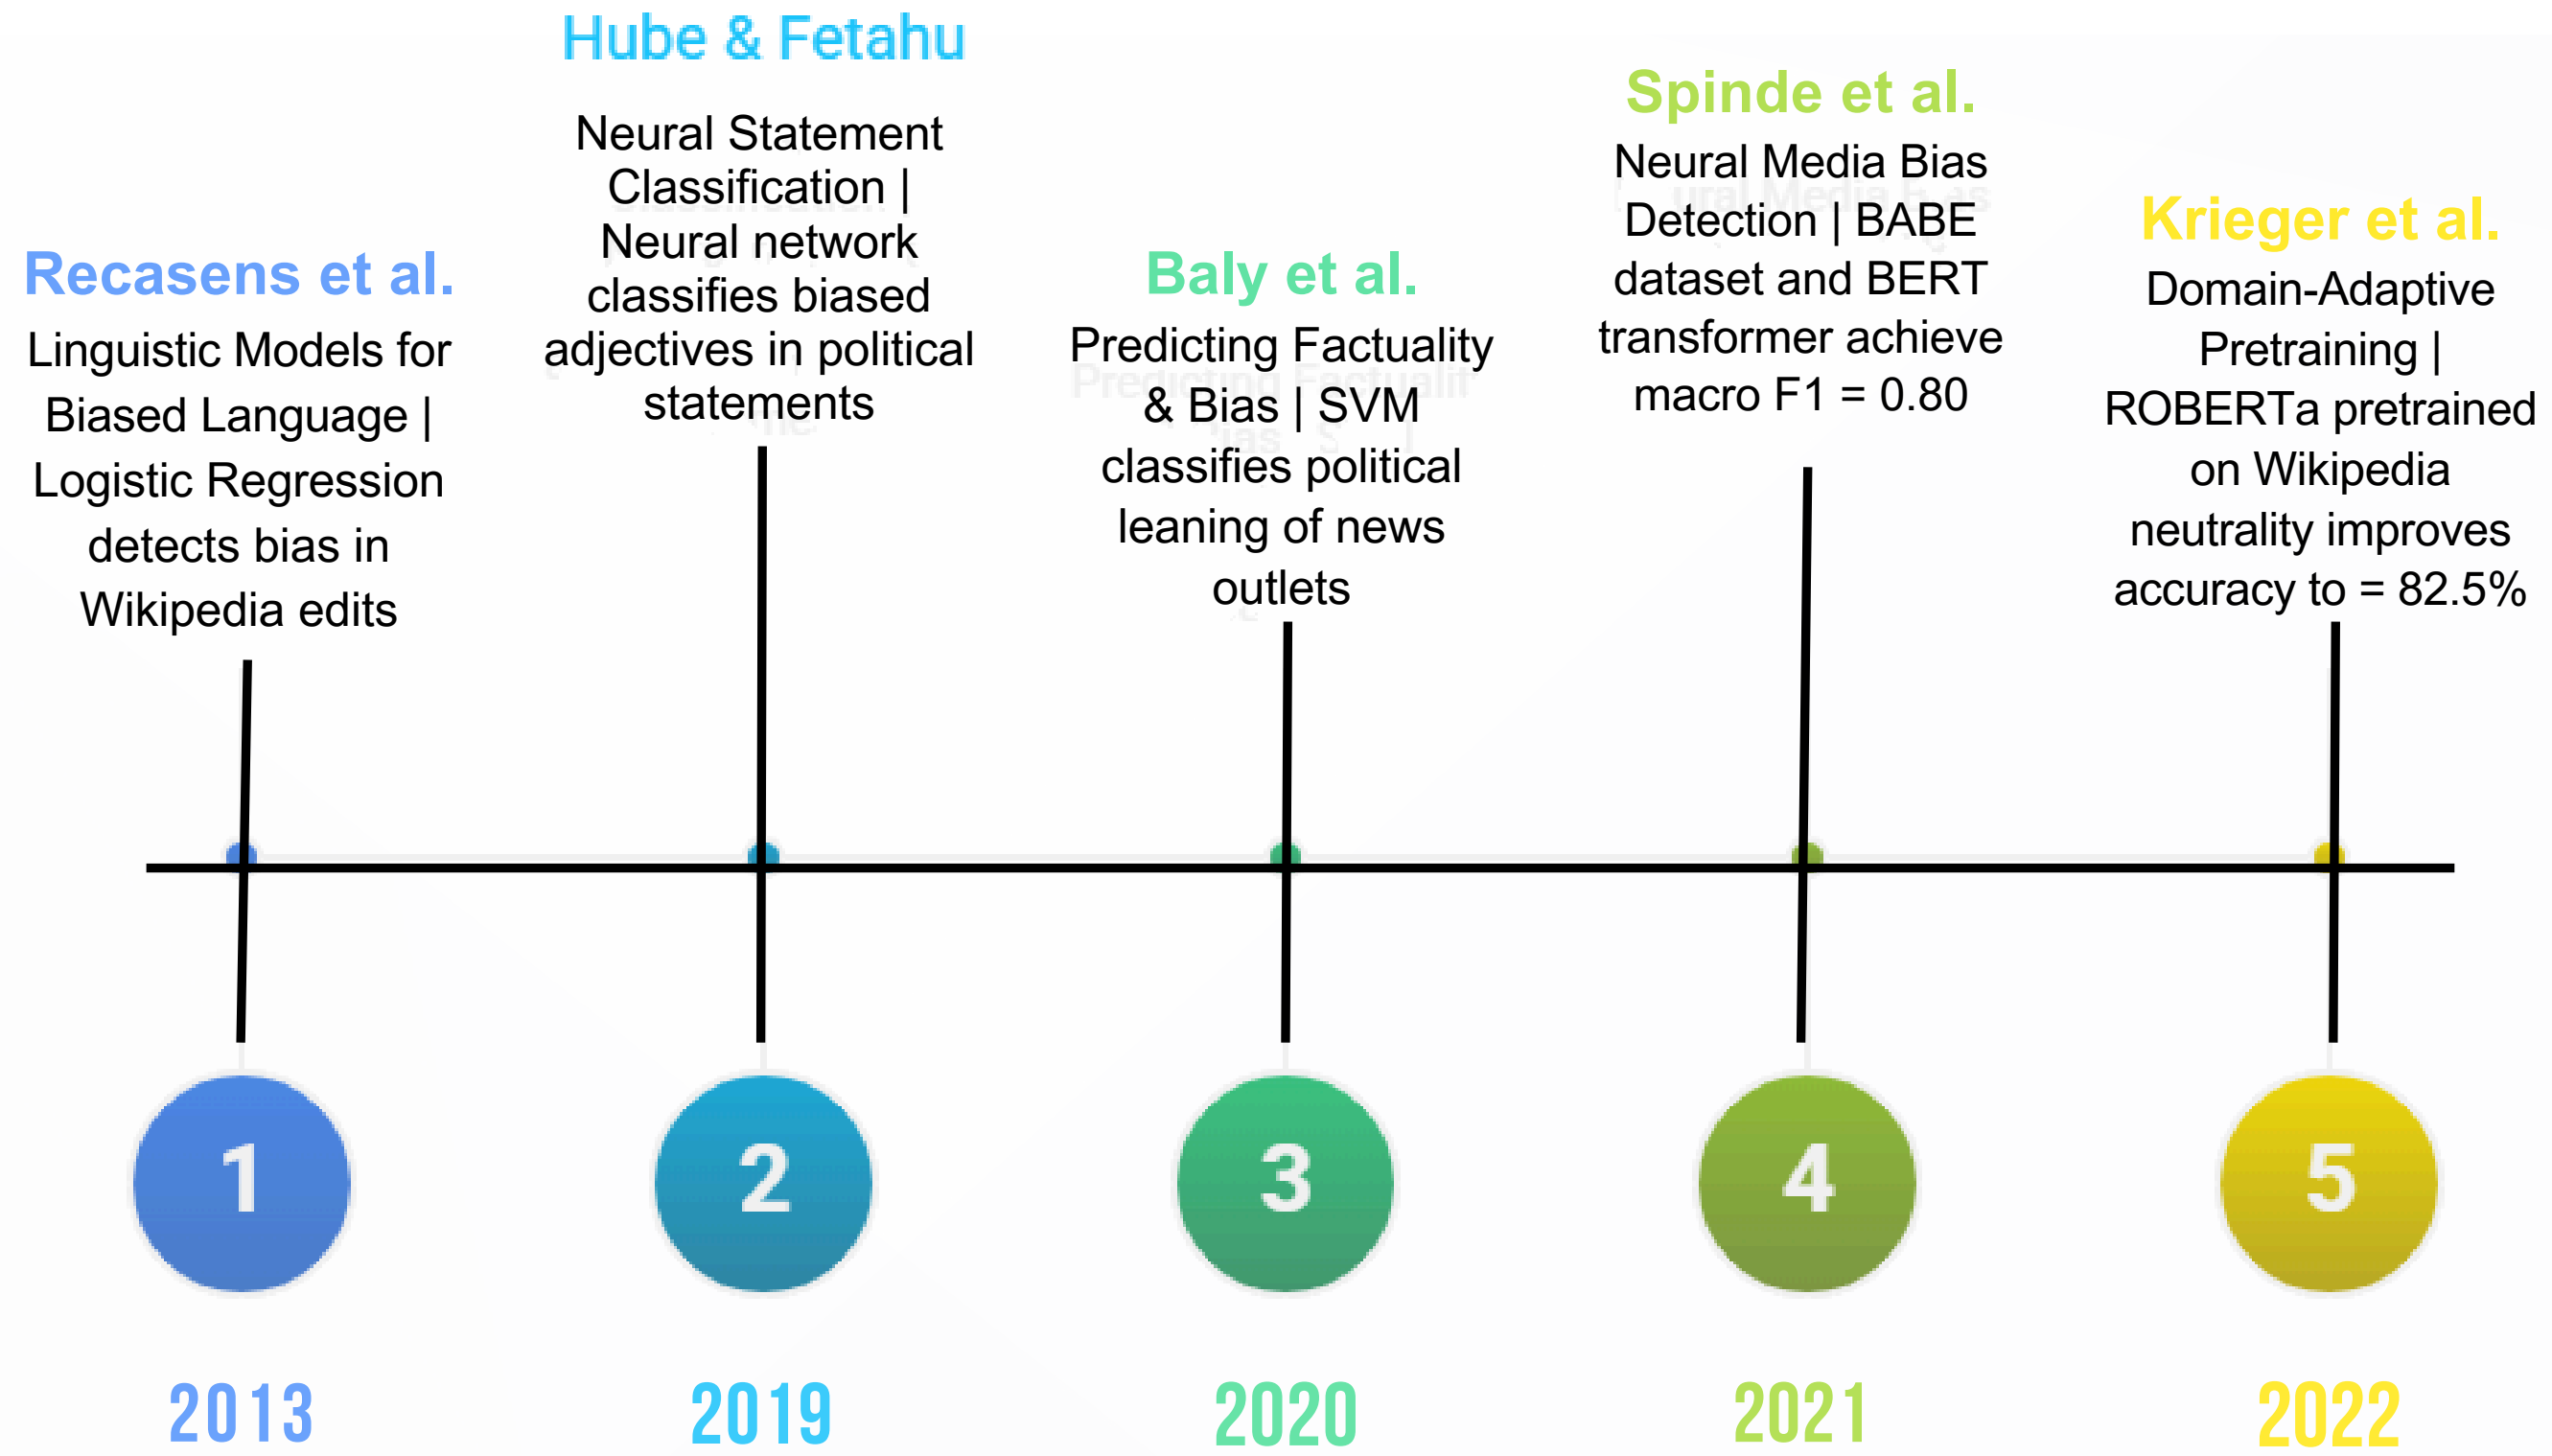 Hube & Fetahu
Neural Statement
Classification |
Neural network
classifies biased
adjectives in political
statements
Recasens et al.
Linguistic Models for
Biased Language |
Logistic Regression
detects bias in
Wikipedia edits
Baly et al.
Predicting Factuality
& Bias | SVM
classifies political
leaning of news
outlets
Spinde et al.
Neural Media Bias
Detection | BABE
dataset and BERT
transformer achieve
macro F1 = 0.80
Krieger et al.
Domain-Adaptive
Pretraining |
ROBERTa pretrained
on Wikipedia
neutrality improves
accuracy to = 82.5%
1
2
3
4
5
2013
2019
2020
2021
2022